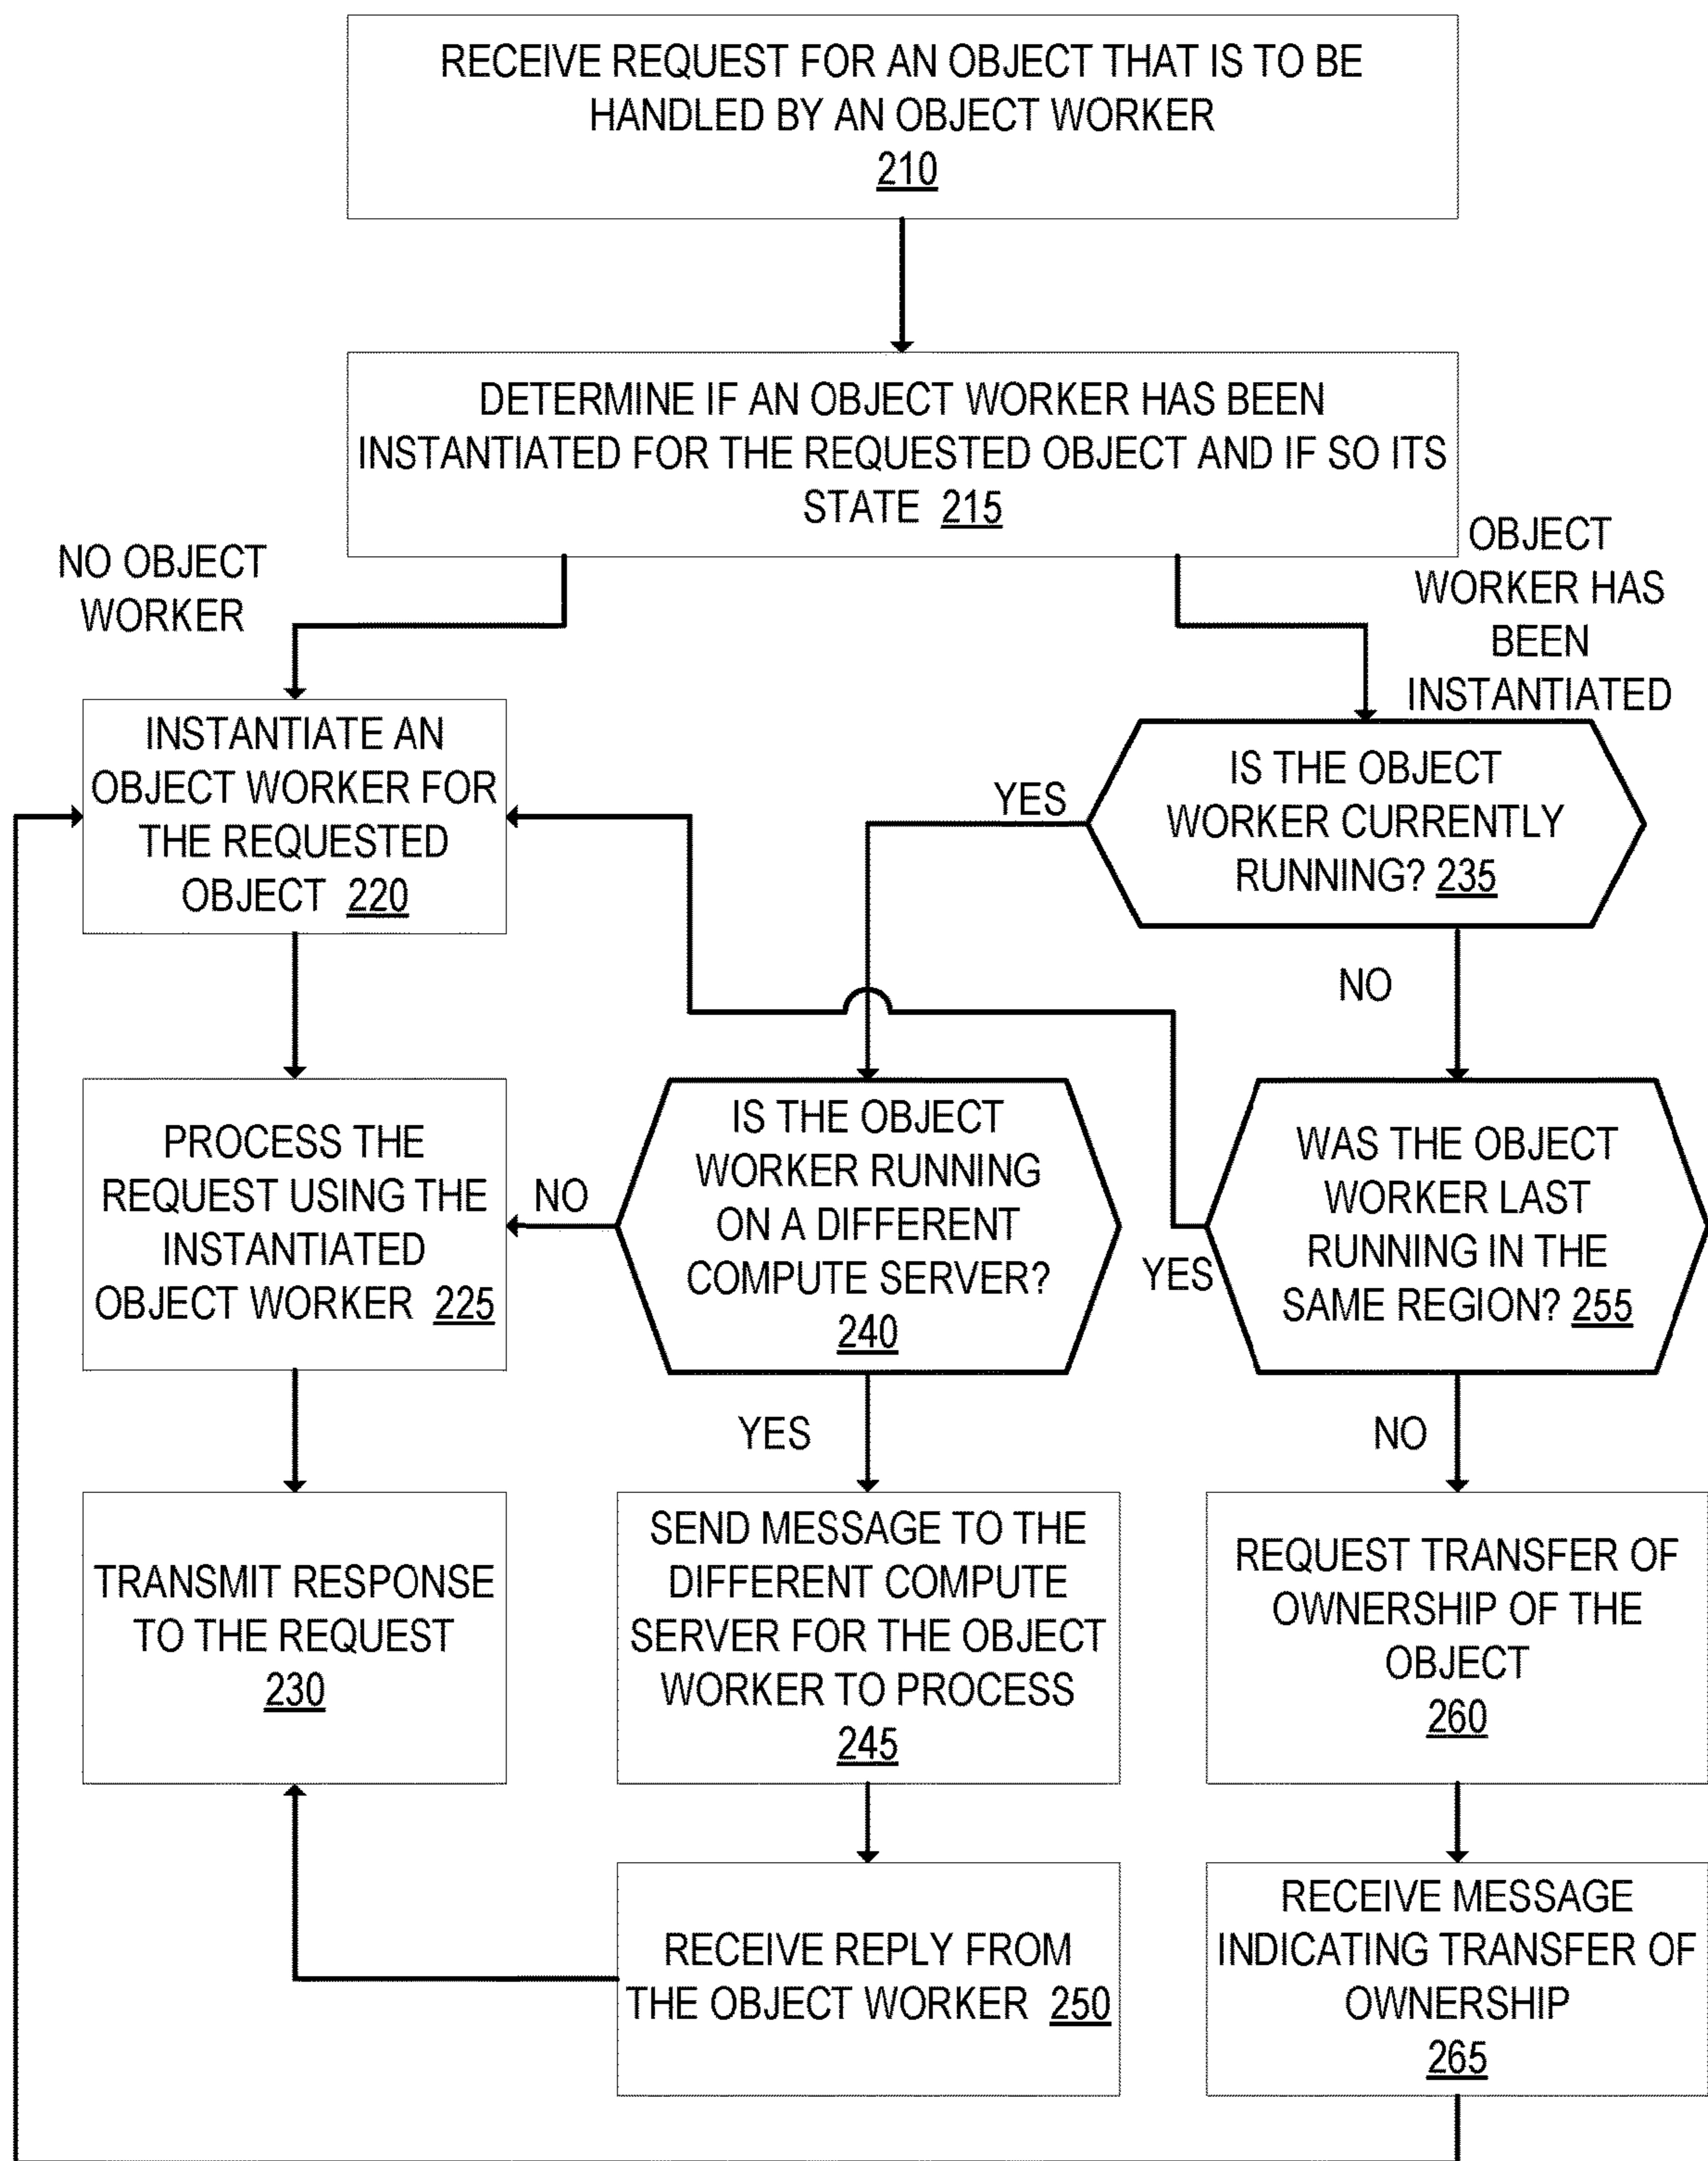 RECEIVE REQUEST FOR AN OBJECT THAT IS TO BE
HANDLED BY AN OBJECT WORKER
210
DETERMINE IF AN OBJECT WORKER HAS BEEN
INSTANTIATED FOR THE REQUESTED OBJECT AND IF SO ITS
STATE 215
NO OBJECT
WORKER
OBJECT
WORKER HAS
BEEN
INSTANTIATED
INSTANTIATE AN
OBJECT WORKER FOR
THE REQUESTED
OBJECT 220
YES
IS THE OBJECT
WORKER CURRENTLY
RUNNING? 235
NO
PROCESS THE
REQUEST USING THE
INSTANTIATED
OBJECT WORKER 225
NO
IS THE OBJECT
WORKER RUNNING
ON A DIFFERENT
COMPUTE SERVER?
240
YES
WAS THE OBJECT
WORKER LAST
RUNNING IN THE
SAME REGION? 255
YES
NO
TRANSMIT RESPONSE
TO THE REQUEST
230
SEND MESSAGE TO THE
DIFFERENT COMPUTE
SERVER FOR THE OBJECT
WORKER TO PROCESS
245
REQUEST TRANSFER OF
OWNERSHIP OF THE
OBJECT
260
RECEIVE REPLY FROM
THE OBJECT WORKER 250
RECEIVE MESSAGE
INDICATING TRANSFER OF
OWNERSHIP
265